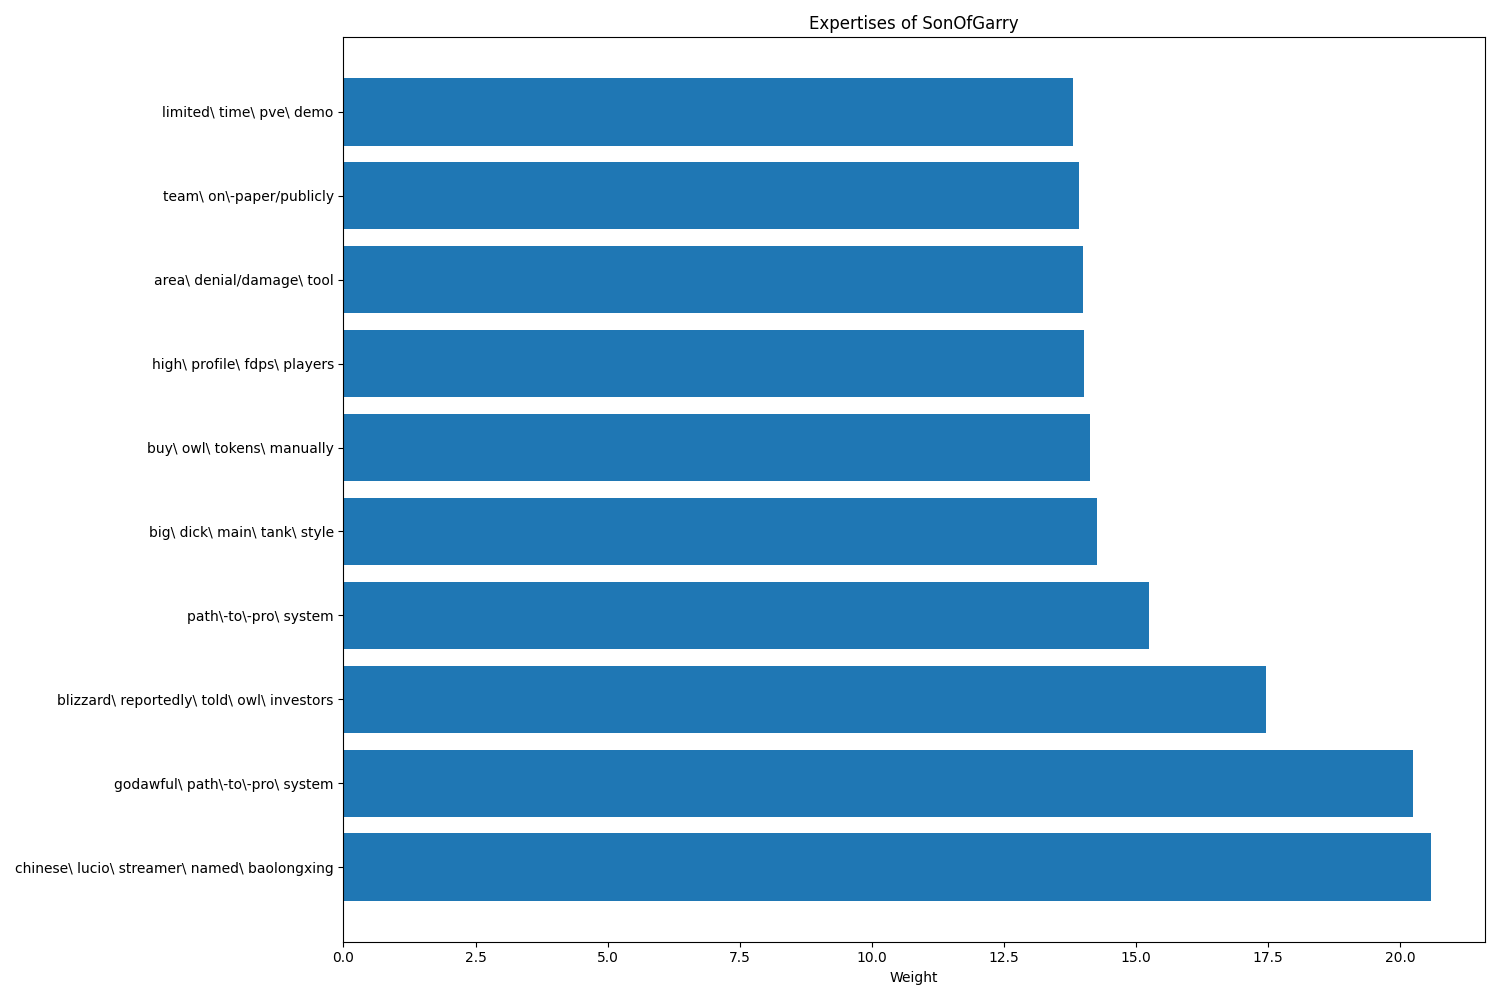 Expertises of SonOfGarry
limited\ time\ pve\ demo
team\ on\-paper/publicly
area\ denial/damage\ tool
high\ profile\ fdps\ players
buy\ owl\ tokens\ manually
big\ dick\ main\ tank\ style
path\-to\-pro\ system
blizzard\ reportedly\ told\ owl\ investors
godawful\ path\-to\-pro\ system
chinese\ lucio\ streamer\ named\ baolongxing
0.0 2.5 5.0 7.5 10.0 12.5 15.0 17.5 20.0
Weight